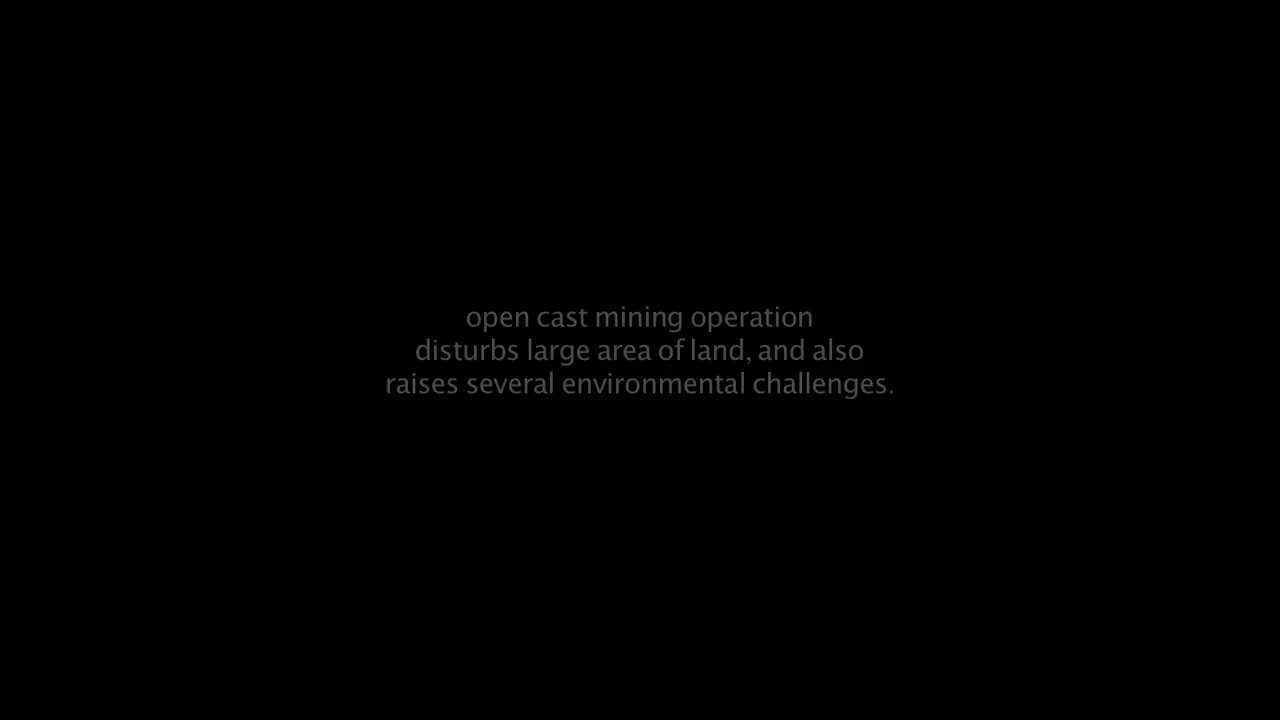 open cast mining operation
disturbs large area of land, and also
raises several environmental challenges.